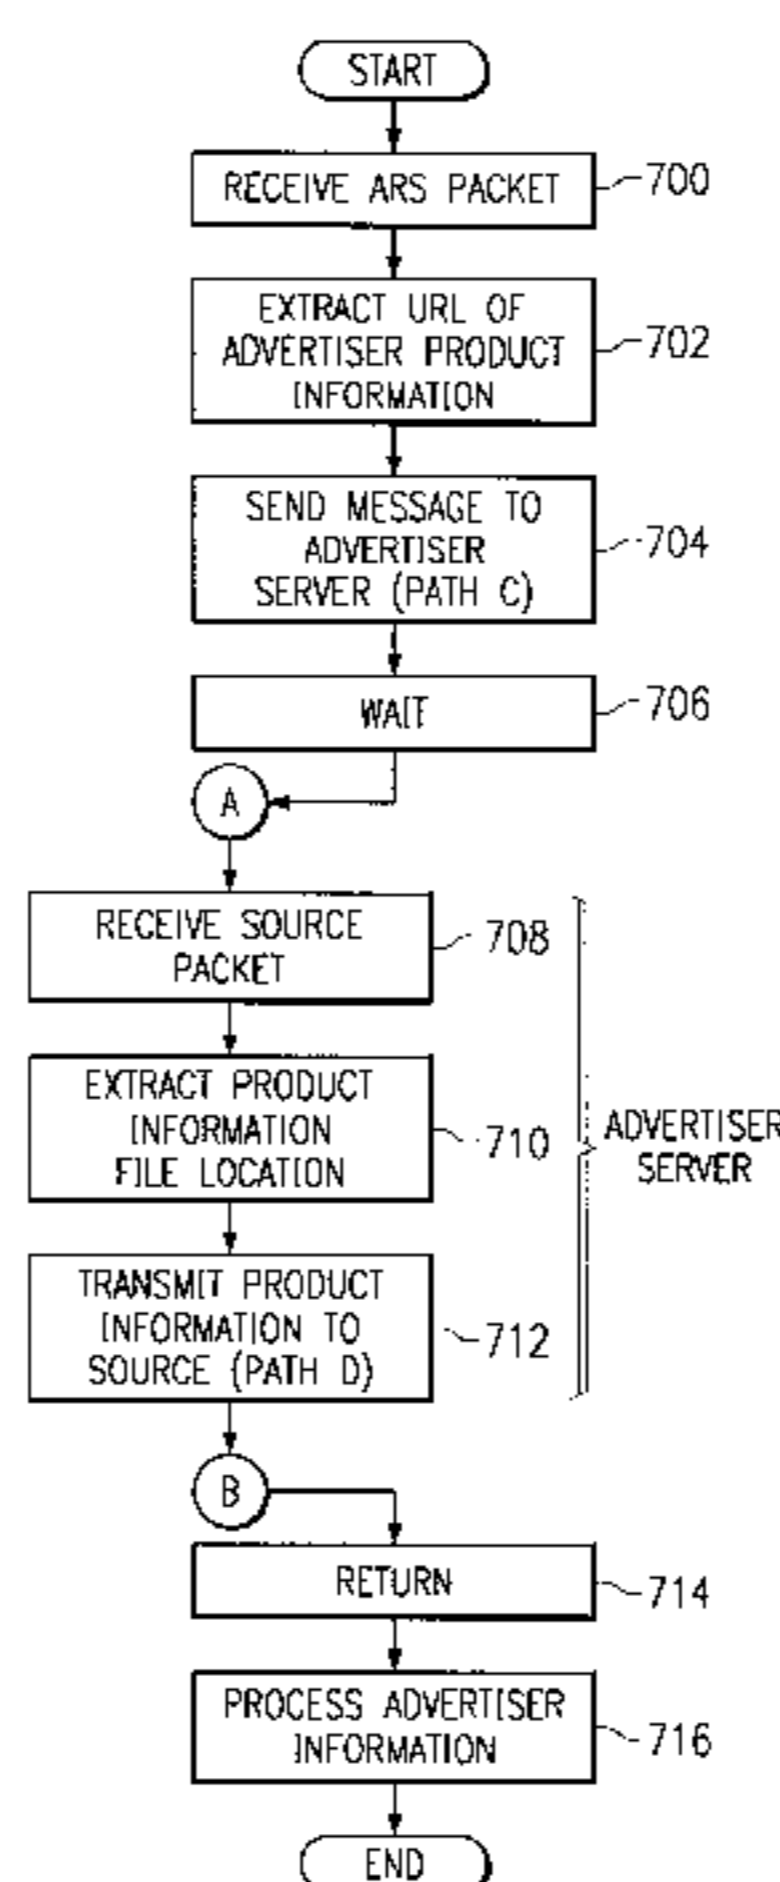 START
RECEIVE ARS PACKET
700
EXTRACT URL OF
ADVERTISER PRODUCT
INFORMATION
702
SEND MESSAGE TO
ADVERTISER
SERVER (PATH C)
704
WAIT
706
A
RECEIVE SOURCE
PACKET
708
EXTRACT PRODUCT
INFORMATION
FILE LOCATION
710
ADVERTISER
SERVER
TRANSMIT PRODUCT
INFORMATION TO
SOURCE (PATH D)
712
B
RETURN
714
PROCESS ADVERTISER
INFORMATION
716
END